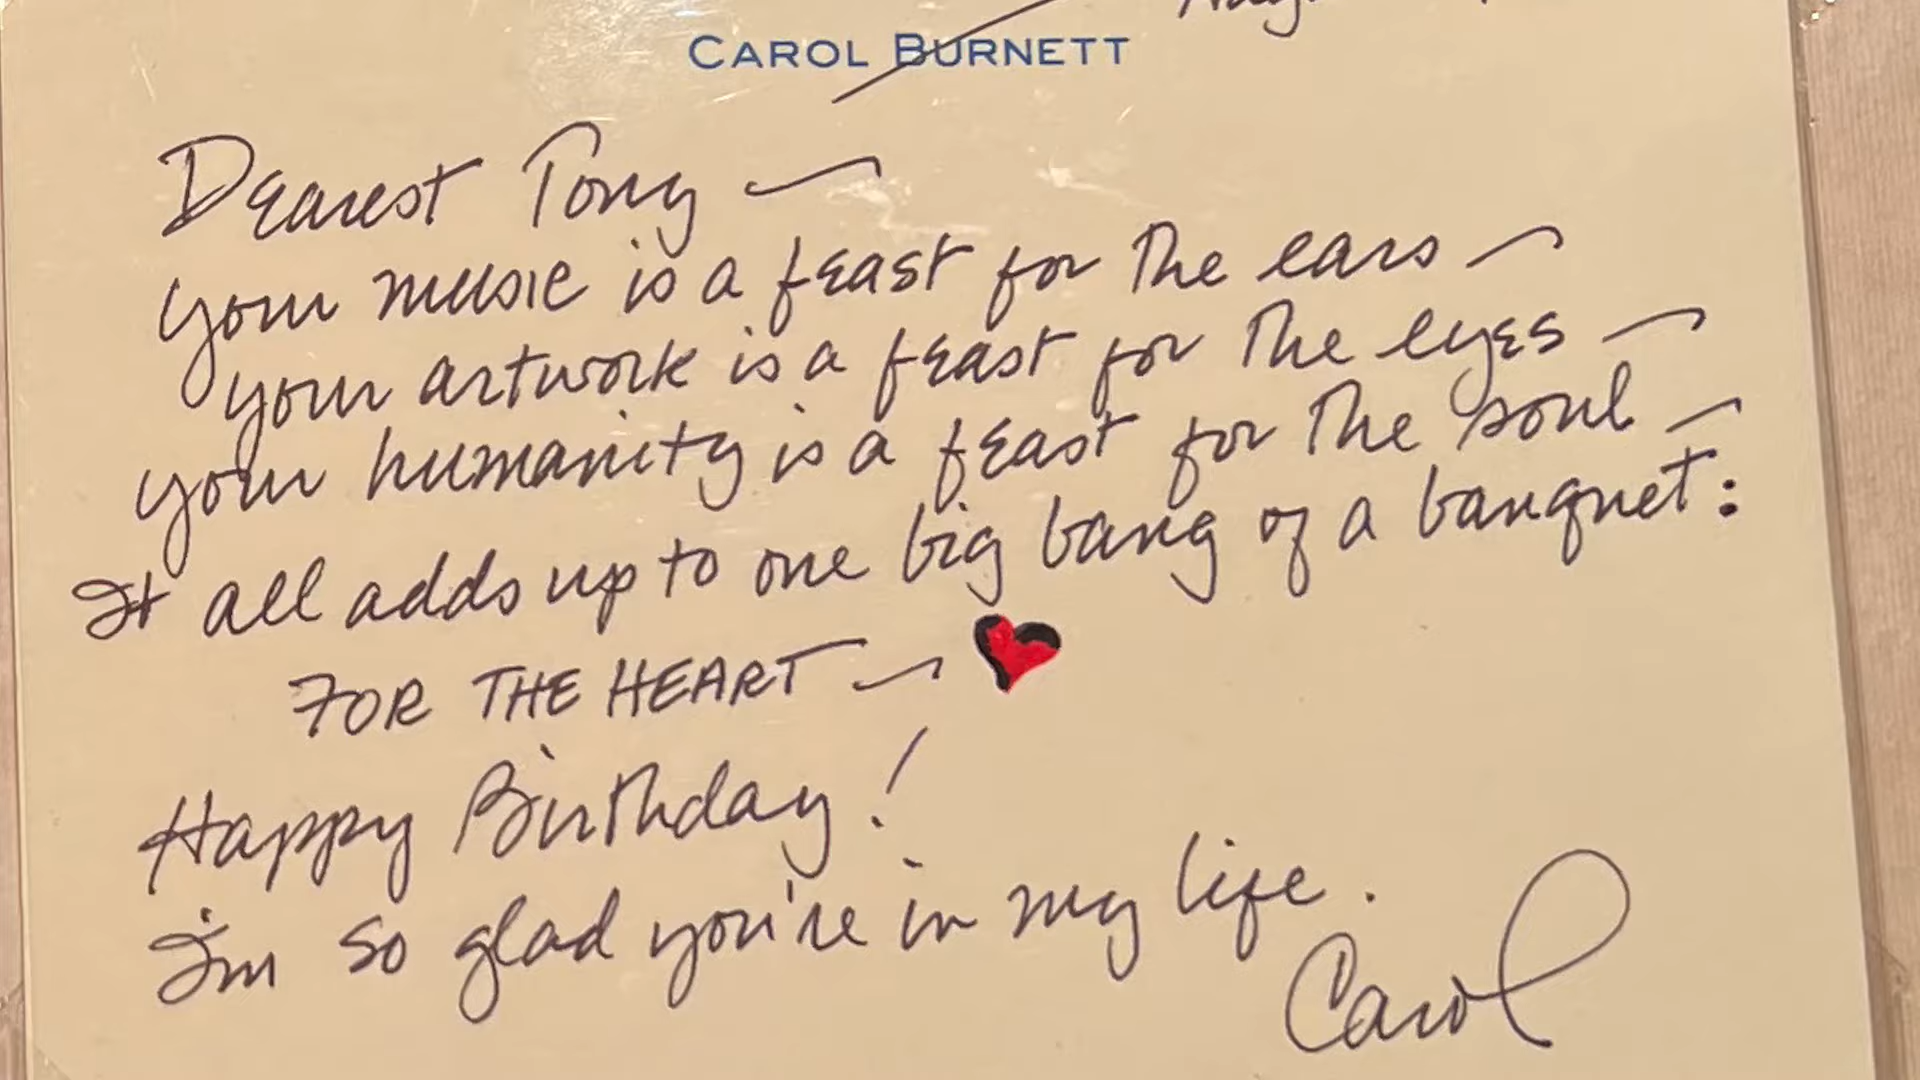 CAROL BURNETT
Dearest Tony —
your music is a feast for the ears —
your artwork is a feast for the eyes —
your humanity is a feast for the soul —
It all adds up to one big bang of a banquet:
FOR THE HEART —
Happy Birthday!
I'm so glad you're in my life.
Carol